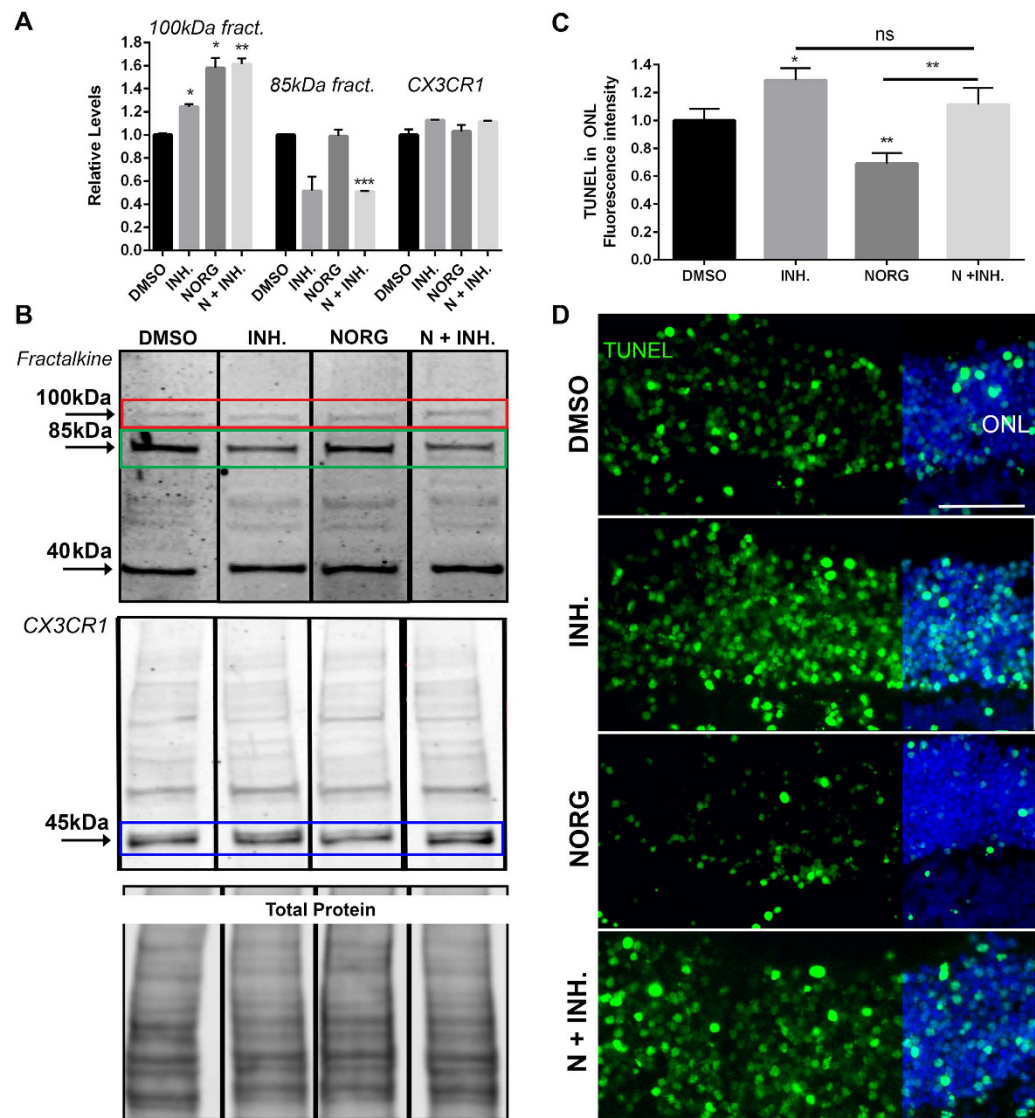 A
100kDa fract.
85kDa fract.
CX3CR1
* * **
***
Relative Levels
1.8
1.6
1.4
1.2
1.0
0.8
0.6
0.4
0.2
0.0
DMSO INH. NORG N + INH. DMSO INH. NORG N + INH. DMSO INH. NORG N + INH.
B
DMSO INH. NORG N + INH.
Fractalkine
100kDa
85kDa
40kDa
CX3CR1
45kDa
Total Protein
C
ns
* **
**
TUNEL in ONL
Fluorescence intensity
1.4
1.2
1.0
0.8
0.6
0.4
0.2
0.0
DMSO INH. NORG N +INH.
D
TUNEL
ONL
DMSO
INH.
NORG
N + INH.